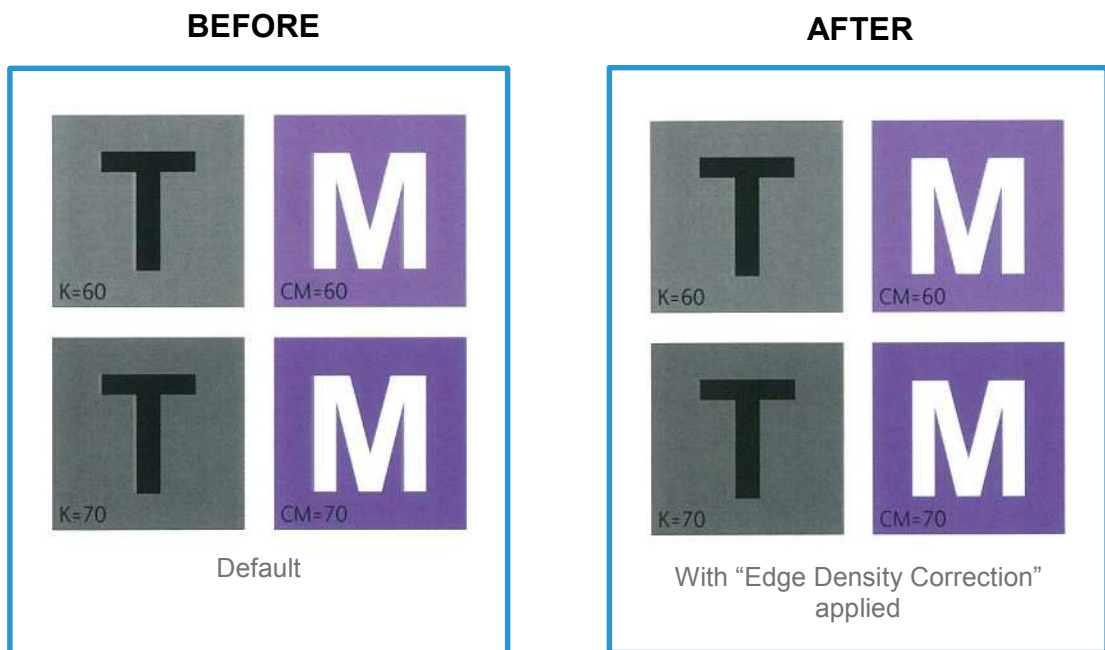 BEFORE
T
K=60
M
CM=60
T
K=70
M
CM=70
Default
AFTER
T
K=60
M
CM=60
T
K=70
M
CM=70
With “Edge Density Correction”
applied